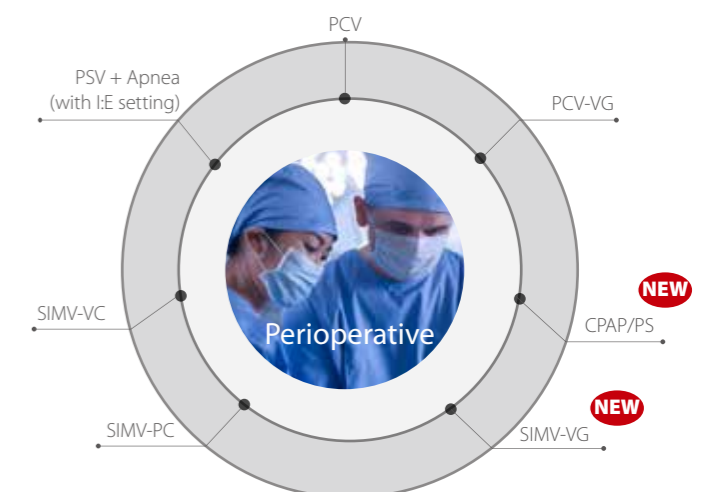 PCV
PSV + Apnea
(with I:E setting)
PCV-VG
NEW
SIMV-VC
CPAP/PS
Perioperative
NEW
SIMV-PC
SIMV-VG